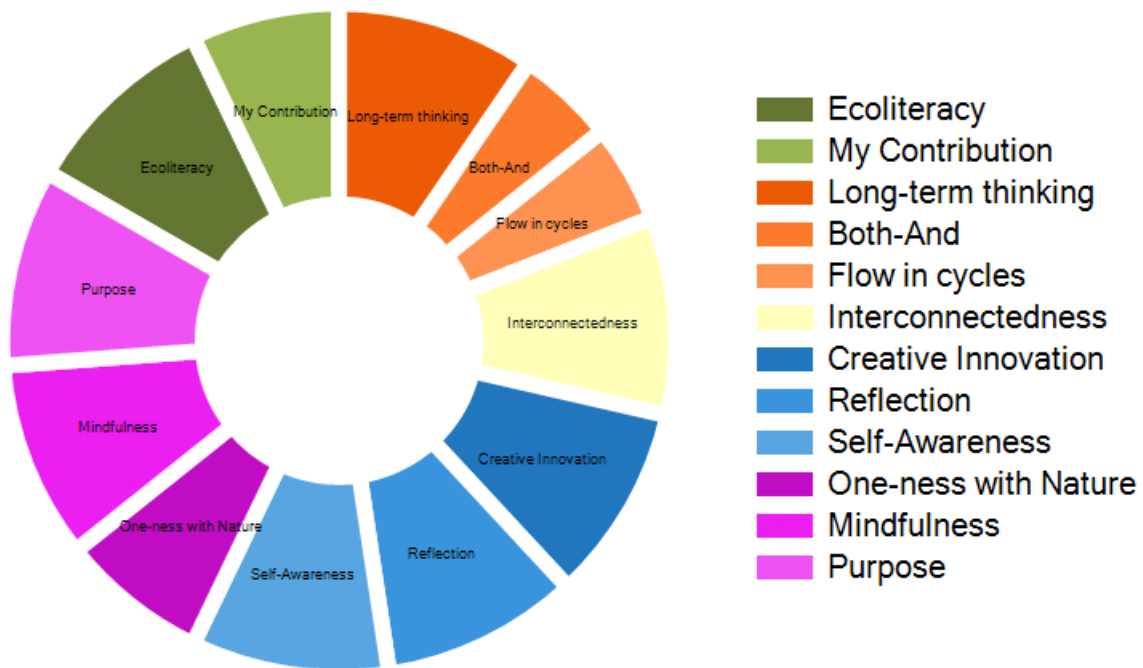 My Contribution
Long-term thinking
Ecoliteracy
Both-And
Flow in cycles
Purpose
Interconnectedness
Mindfulness
Creative Innovation
One-ness with Nature
Reflection
Self-Awareness
Ecoliteracy
My Contribution
Long-term thinking
Both-And
Flow in cycles
Interconnectedness
Creative Innovation
Reflection
Self-Awareness
One-ness with Nature
Mindfulness
Purpose